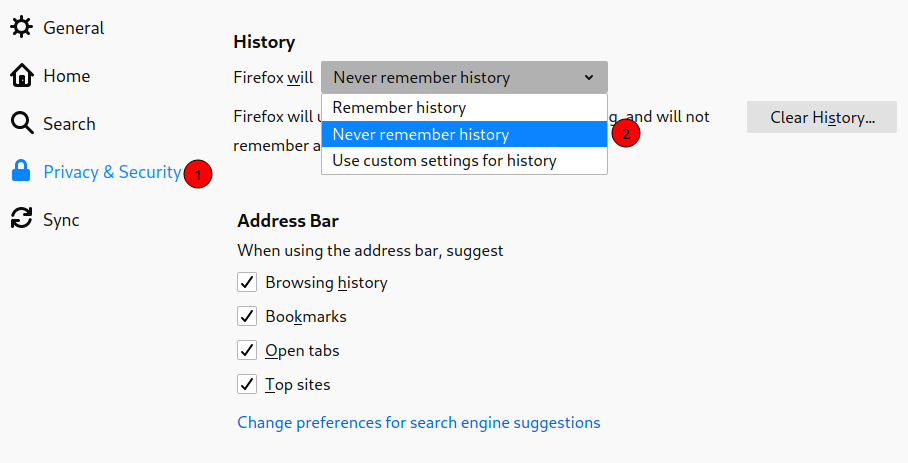 General
Home
Search
Privacy & Security 1
Sync
History
Firefox will Never remember history
Remember history
Never remember history 2
Use custom settings for history
Firefox will and will not
remember
Clear History...
Address Bar
When using the address bar, suggest
Browsing history
Bookmarks
Open tabs
Top sites
Change preferences for search engine suggestions